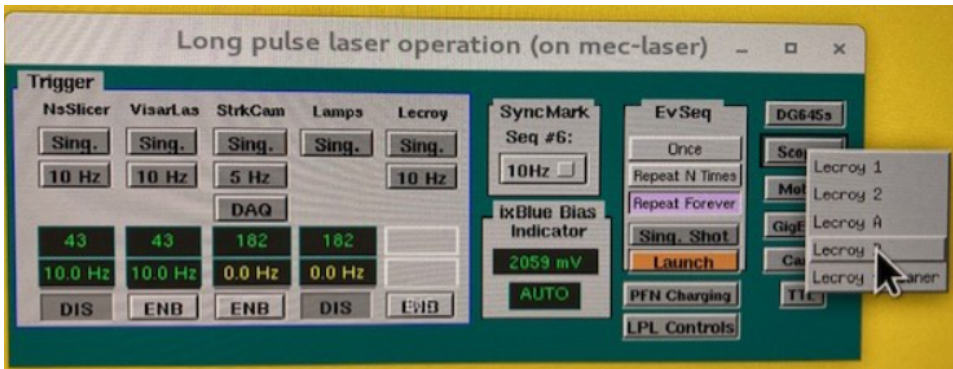 Long pulse laser operation (on mec-laser)
Trigger
NsSlicer VisarLas StrkCam Lamps Lecroy
Sing. Sing. Sing. Sing. Sing.
10 Hz 10 Hz 5 Hz 10 Hz
DAQ
43 43 182 182
10.0 Hz 10.0 Hz 0.0 Hz 0.0 Hz
DIS ENB ENB DIS
SyncMark
Seq #6:
10Hz
ixBlue Bias
Indicator
2059 mV
AUTO
EvSeq
Once
Repeat N Times
Repeat Forever
Sing. Shot
Launch
PFN Charging
LPL Controls
DG645s
Lecroy 1
Lecroy 2
Lecroy A
Lecroy
Lecroy